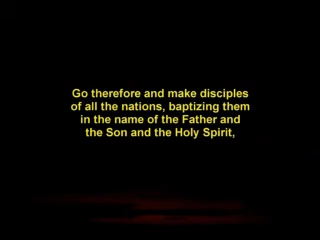 Go therefore and make disciples
of all the nations, baptizing them
in the name of the Father and
the Son and the Holy Spirit,